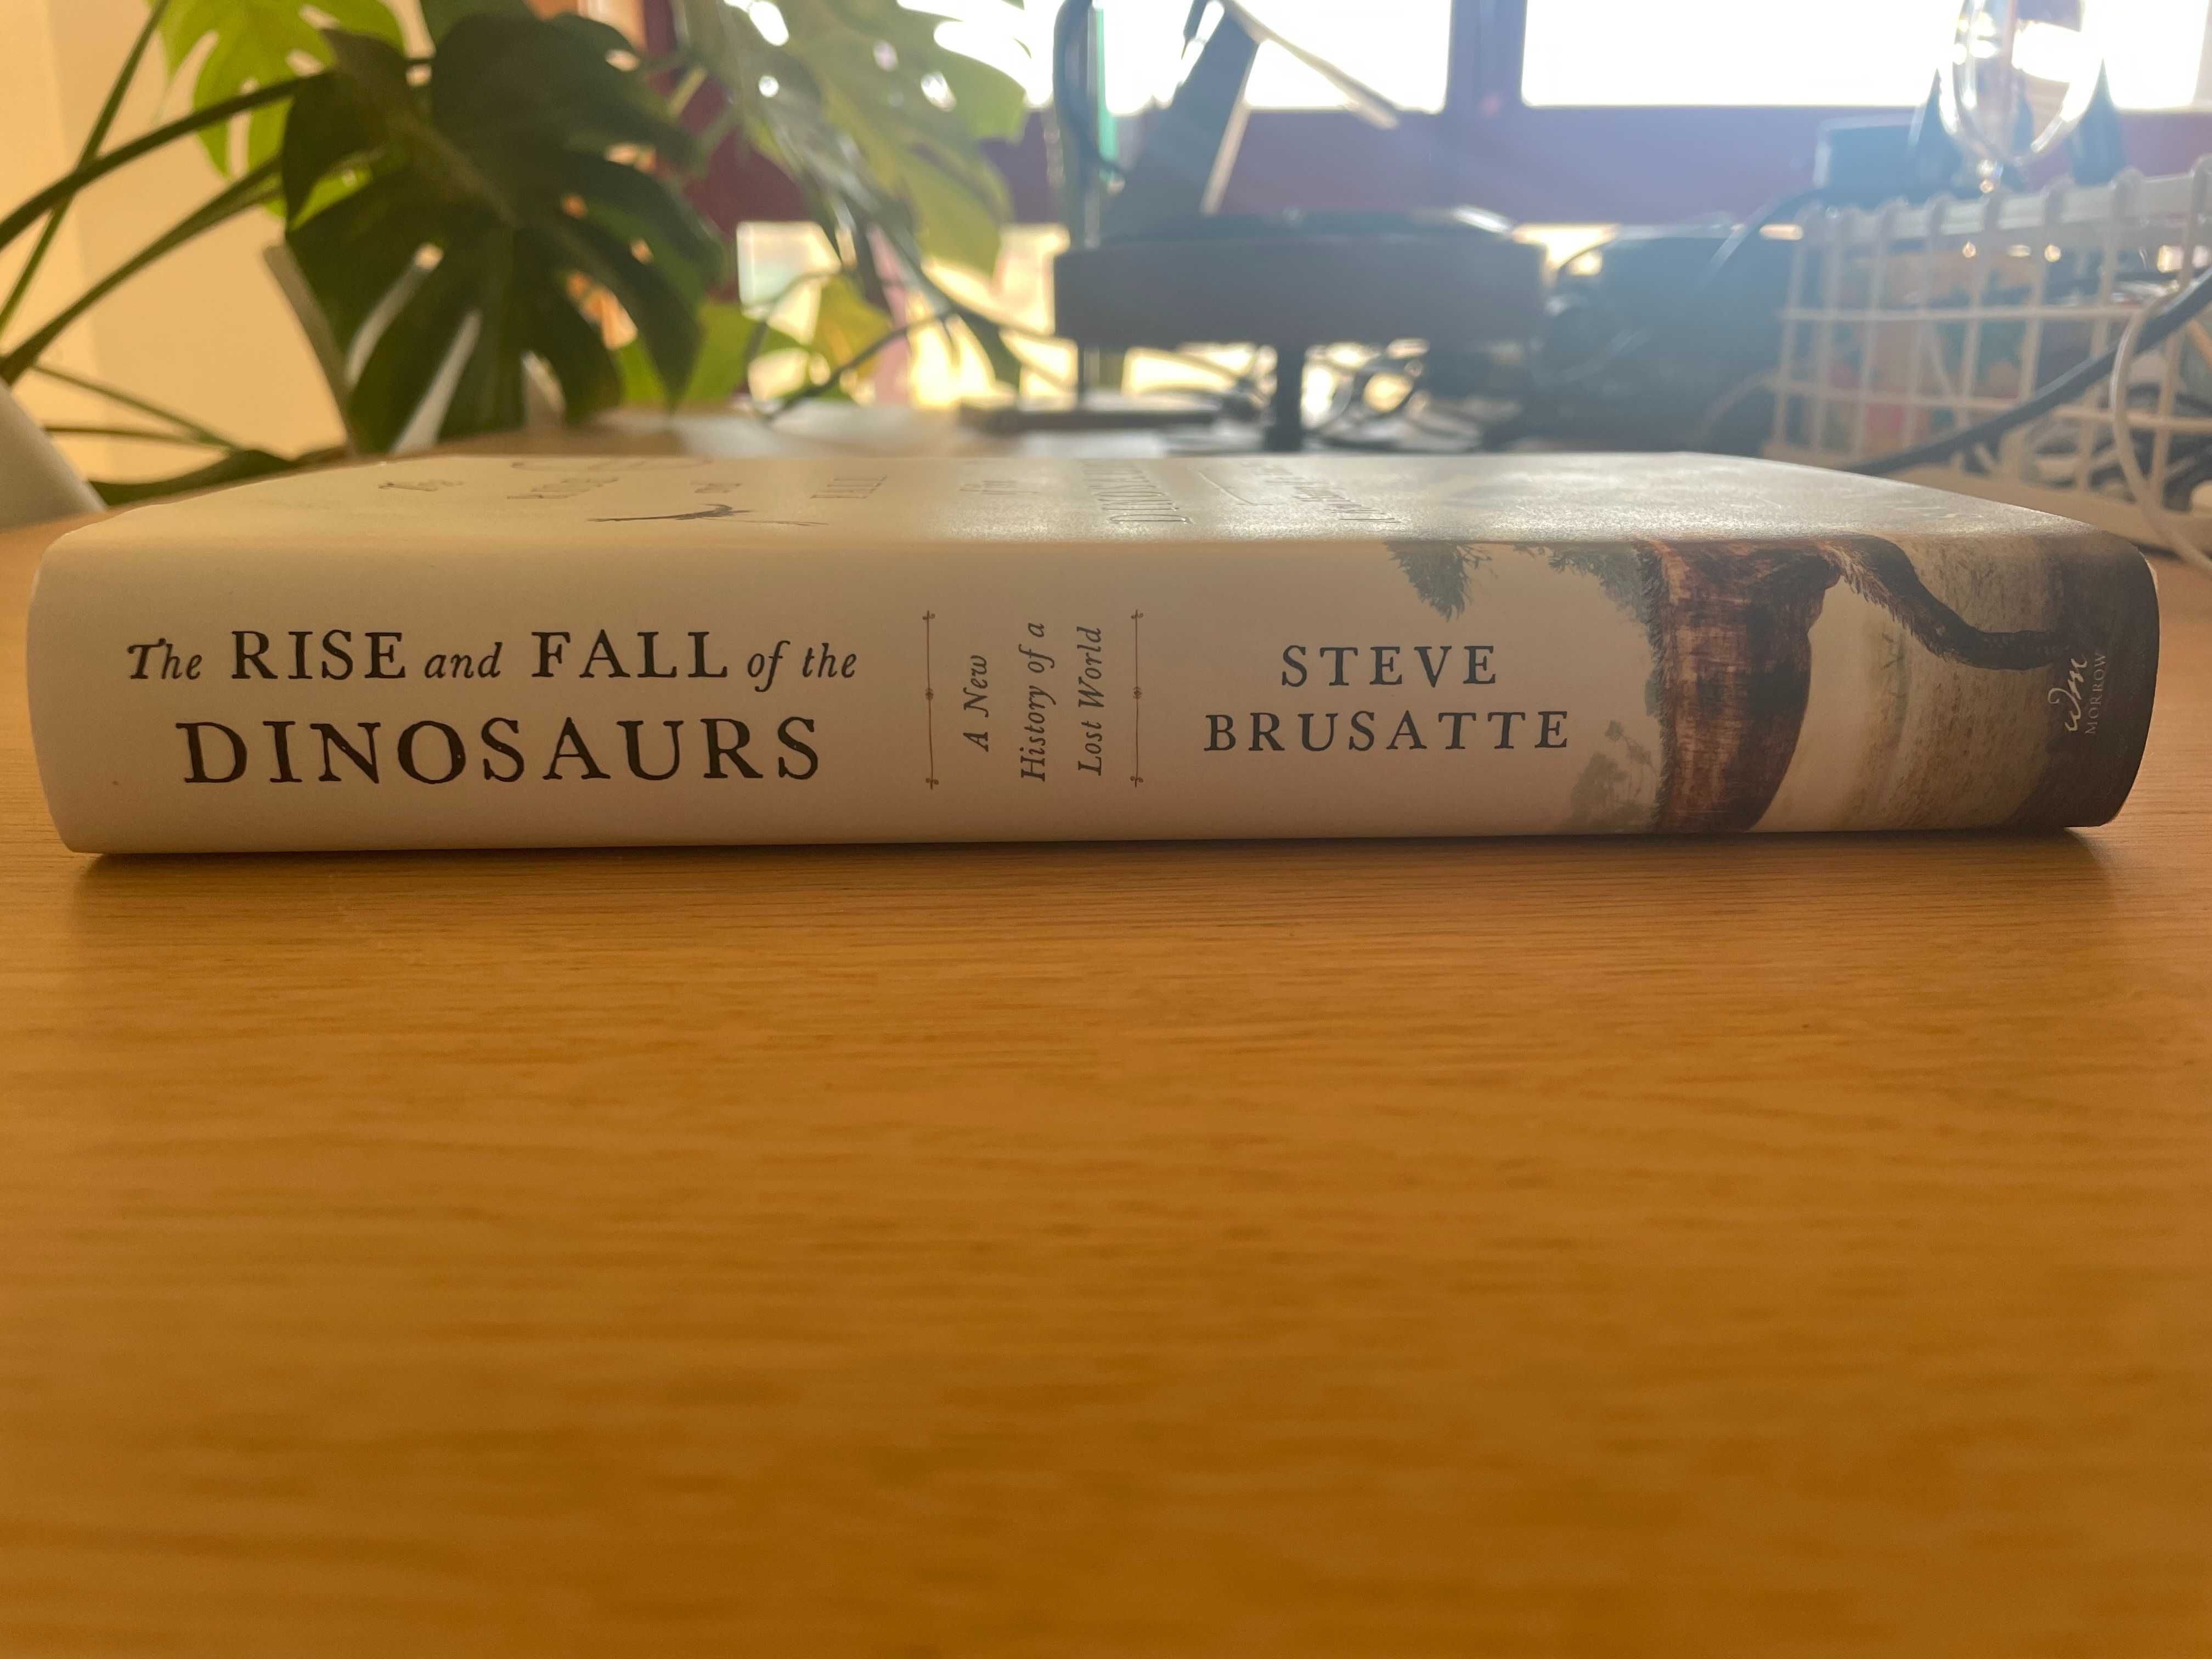 The RISE and FALL of the
DINOSAURS
A New
History of a
Lost World
STEVE
BRUSATTE
Wm
MORROW